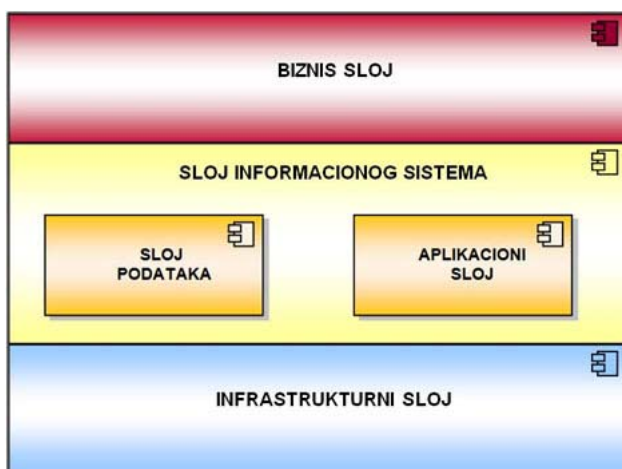 BIZNIS SLOJ
SLOJ INFORMACIONOG SISTEMA
SLOJ
PODATAKA
APLIKACIONI
SLOJ
INFRASTRUKTURNI SLOJ